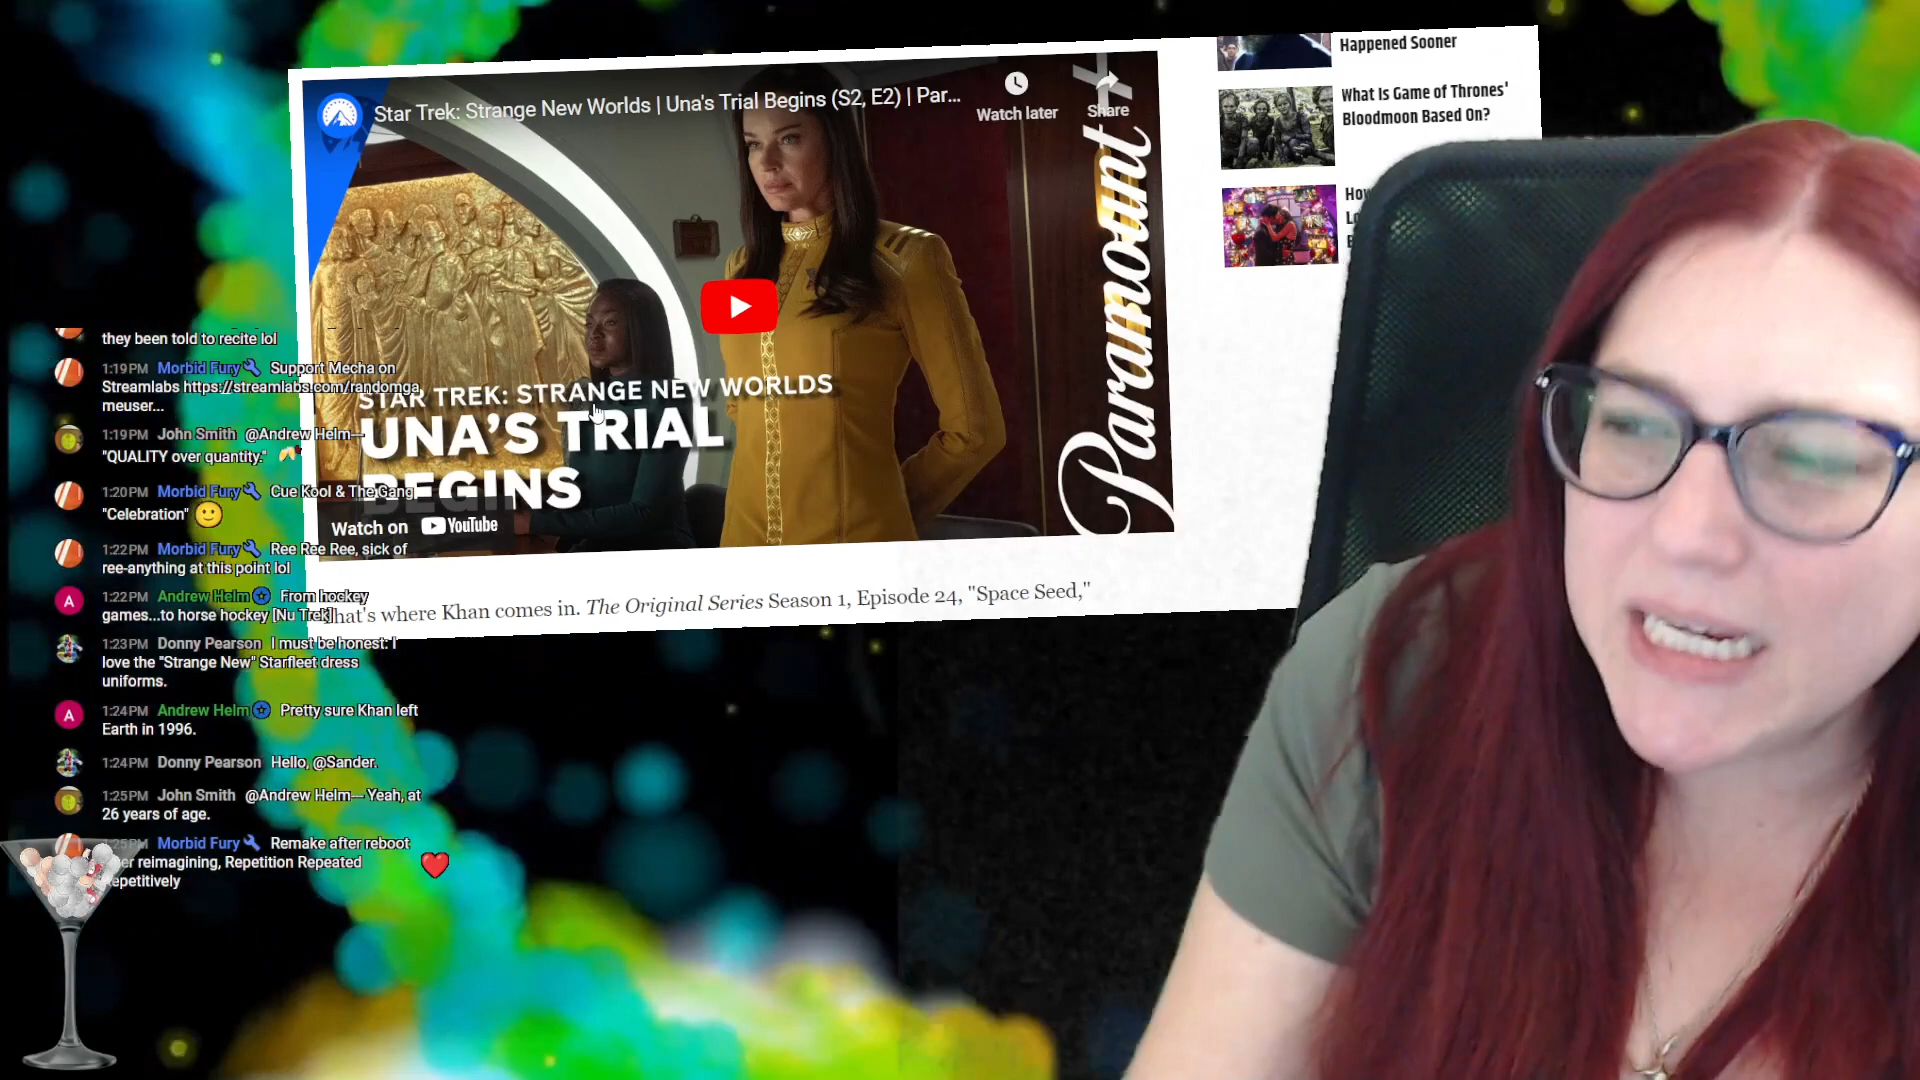 Happened Sooner
What Is Game of Thrones'
Bloodmoon Based On?
How
Star Trek: Strange New Worlds | Una's Trial Begins (S2, E2) | Par...
Watch later
Share
Paramount
STAR TREK: STRANGE NEW WORLDS
UNA'S TRIAL
BEGINS
Watch on YouTube
hat's where Khan comes in. The Original Series Season 1, Episode 24, "Space Seed,"
they been told to recite lol
1:19PM Morbid Fury Support Mecha on
Streamlabs https://streamlabs.com/randomga
meuser...
1:19PM John Smith @Andrew Helm—
"QUALITY over quantity."
1:20PM Morbid Fury Cue Kool & The Gang
"Celebration"
1:22PM Morbid Fury Ree Ree Ree, sick of
ree-anything at this point lol
A
1:22PM Andrew Helm From hockey
games...to horse hockey [Nu Trek]
1:23PM Donny Pearson I must be honest: I
love the "Strange New" Starfleet dress
uniforms.
A
1:24PM Andrew Helm Pretty sure Khan left
Earth in 1996.
1:24PM Donny Pearson Hello, @Sander.
1:25PM John Smith @Andrew Helm— Yeah, at
26 years of age.
Morbid Fury Remake after reboot
reimagining, Repetition Repeated
epetitively